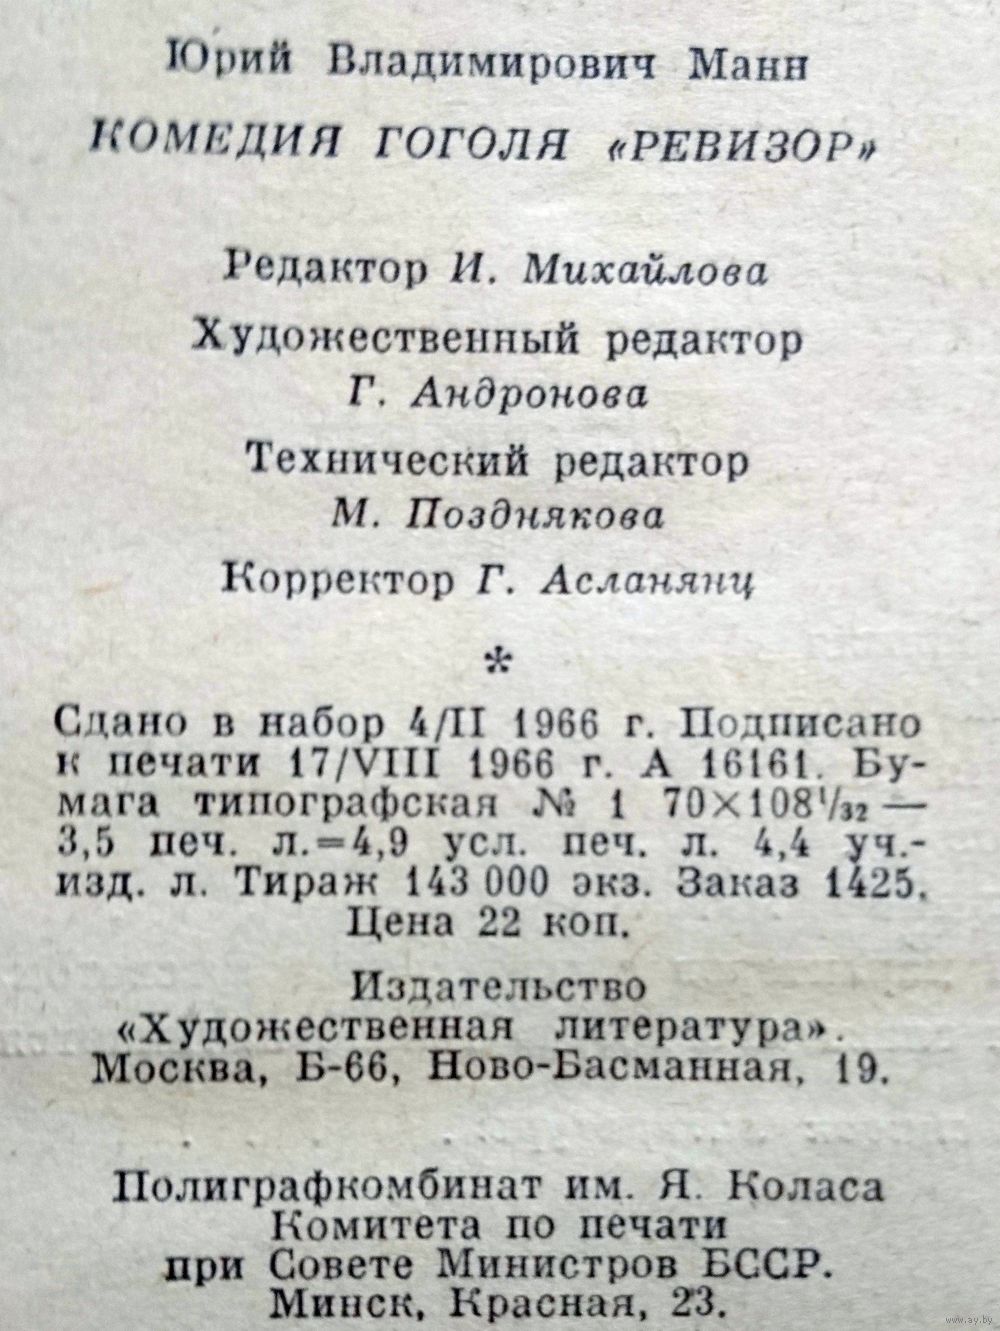 Юрий Владимирович Манн
КОМЕДИЯ ГОГОЛЯ «РЕВИЗОР»
Редактор И. Михайлова
Художественный редактор
Г. Андронова
Технический редактор
М. Позднякова
Корректор Г. Асланянц
*
Сдано в набор 4/II 1966 г. Подписано
к печати 17/VIII 1966 г. А 16161. Бу-
мага типографская № 1 70×108¹/₃₂ —
3,5 печ. л.=4,9 усл. печ. л. 4,4 уч.-
изд. л. Тираж 143 000 экз. Заказ 1425.
Цена 22 коп.
Издательство
«Художественная литература».
Москва, Б-66, Ново-Басманная, 19.
Полиграфкомбинат им. Я. Коласа
Комитета по печати
при Совете Министров БССР.
Минск, Красная, 23.
www.ay.by